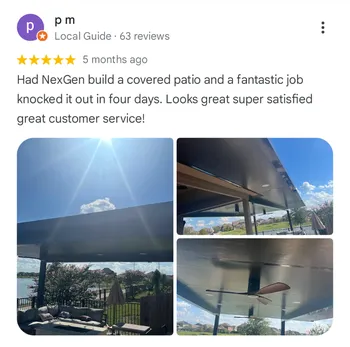 p
p m
Local Guide · 63 reviews
5 months ago
Had NexGen build a covered patio and a fantastic job
knocked it out in four days. Looks great super satisfied
great customer service!